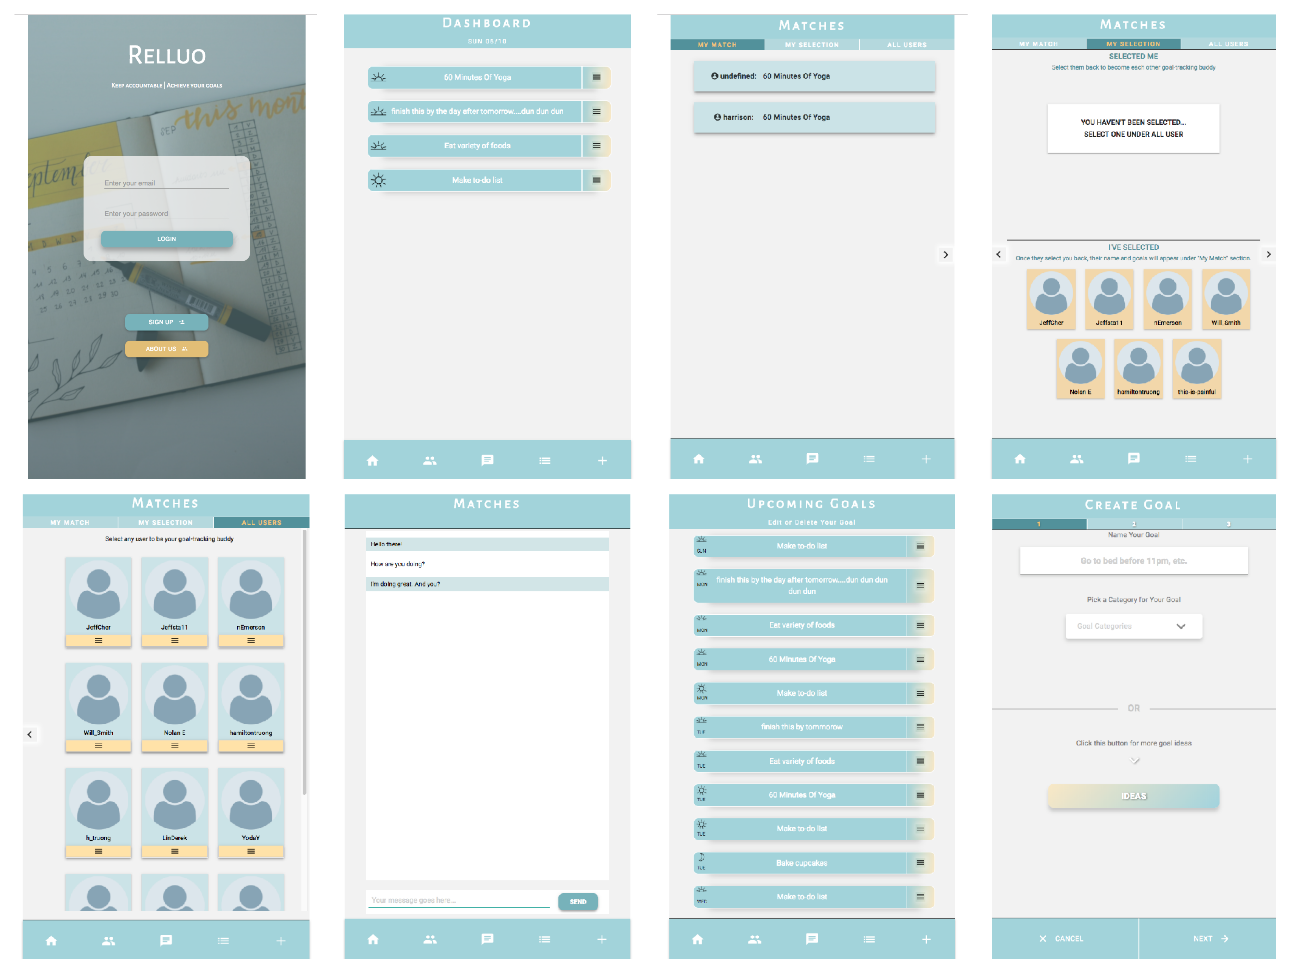 RELLUO
KEEP ACCOUNTABLE | ACHIEVE YOUR GOALS
SEP this month
Enter your email
Enter your password
LOGIN
SIGN UP
ABOUT US
DASHBOARD
SUN 09/10
60 Minutes Of Yoga
finish this by the day after tomorrow....dun dun dun
Eat variety of foods
Make to-do list
MATCHES
MY MATCH MY SELECTION ALL USERS
undefined: 60 Minutes Of Yoga
harrison: 60 Minutes Of Yoga
MATCHES
MY MATCH MY SELECTION ALL USERS
SELECTED ME
Select them back to become each other goal-tracking buddy
YOU HAVEN'T BEEN SELECTED...
SELECT ONE UNDER ALL USER
I'VE SELECTED
Once they select you back, their name and goals will appear under "My Match" section.
JeffCher Jeffsta11 nEmerson Will_Smith
Nolan E hamiltontruong this-is-painful
MATCHES
MY MATCH MY SELECTION ALL USERS
Select any user to be your goal-tracking buddy
JeffCher Jeffsta11 nEmerson
Will_Smith Nolan E hamiltontruong
h_truong LinDerek YodaY
MATCHES
Hello there!
How are you doing?
I'm doing great. And you?
Your message goes here...
SEND
UPCOMING GOALS
Edit or Delete Your Goal
SUN Make to-do list
MON finish this by the day after tomorrow....dun dun dun
dun dun
MON Eat variety of foods
MON 60 Minutes Of Yoga
MON Make to-do list
TUE finish this by tommorow
TUE Eat variety of foods
TUE 60 Minutes Of Yoga
TUE Make to-do list
TUE Bake cupcakes
WED Make to-do list
CREATE GOAL
1 2 3
Name Your Goal
Go to bed before 11pm, etc.
Pick a Category for Your Goal
Goal Categories
OR
Click this button for more goal ideas
IDEAS
CANCEL NEXT